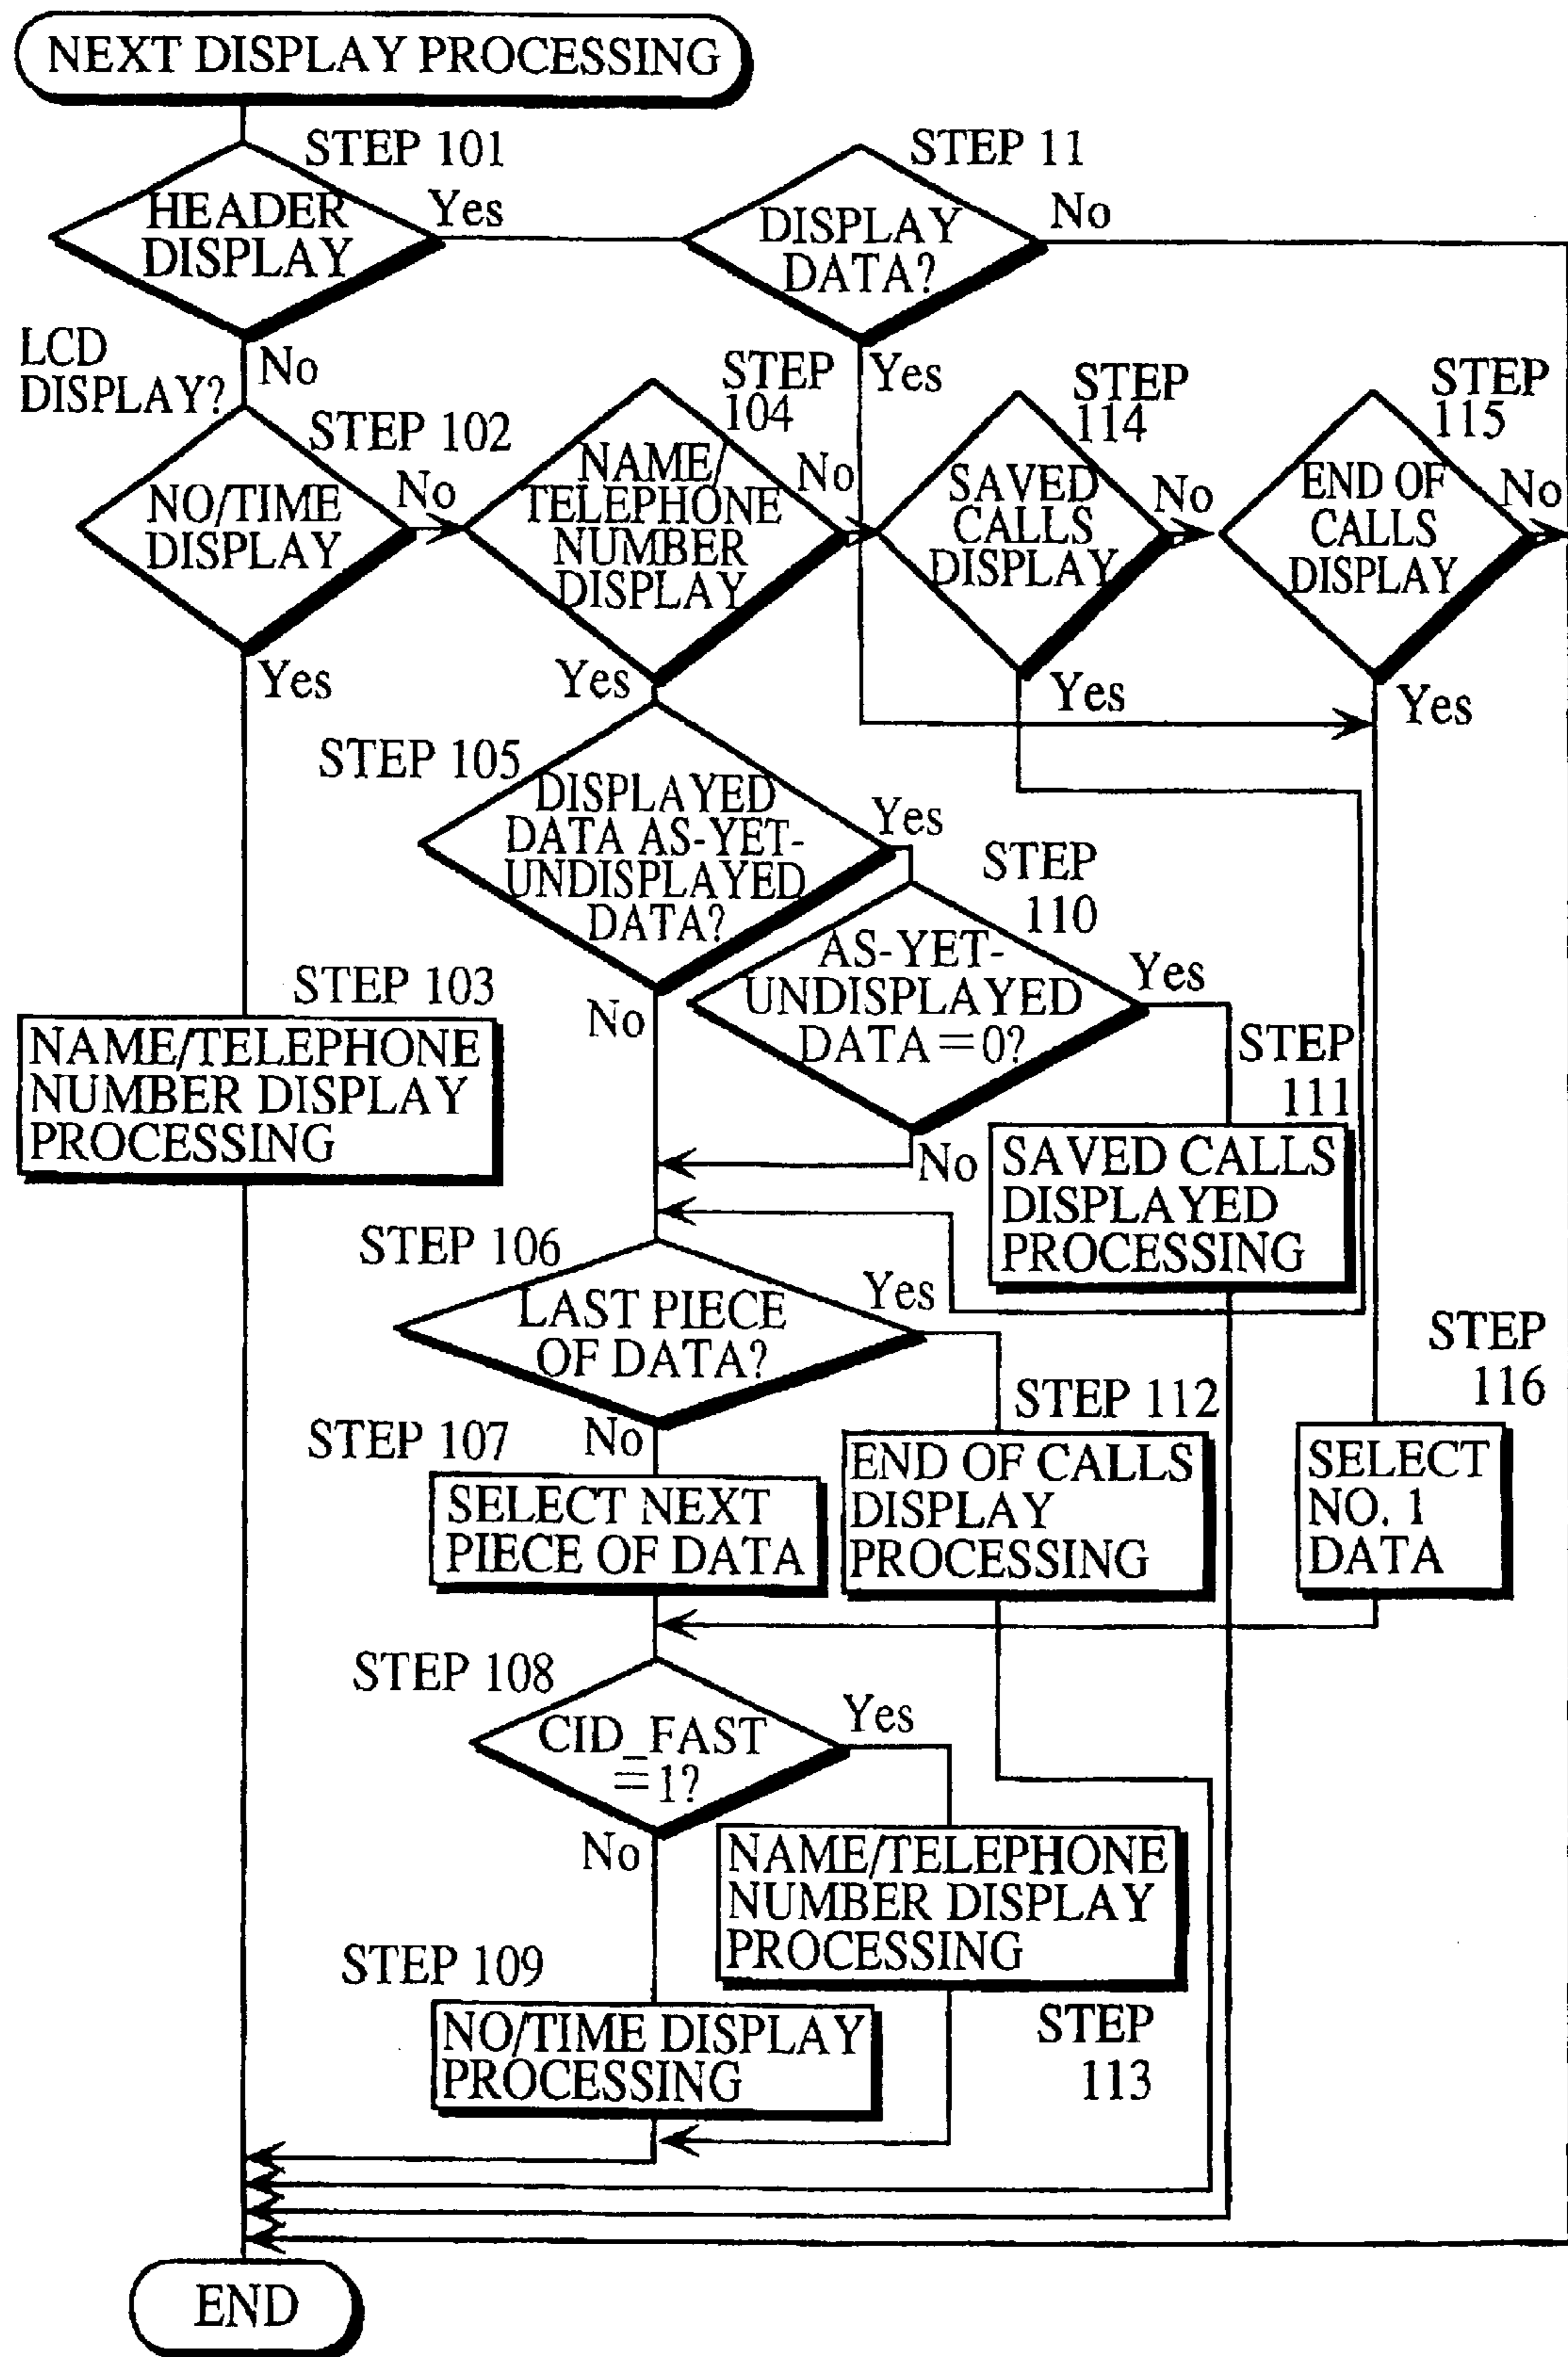 NEXT DISPLAY PROCESSING
STEP 101
HEADER
DISPLAY
Yes
STEP 11
DISPLAY
DATA?
No
LCD
DISPLAY?
No
Yes
STEP 102
NO/TIME
DISPLAY
No
Yes
STEP
104
NAME/
TELEPHONE
NUMBER
DISPLAY
No
Yes
STEP
114
SAVED
CALLS
DISPLAY
No
Yes
STEP
115
END OF
CALLS
DISPLAY
No
Yes
STEP 105
DISPLAYED
DATA AS-YET-
UNDISPLAYED
DATA?
Yes
No
STEP
110
AS-YET-
UNDISPLAYED
DATA=0?
Yes
No
STEP 103
NAME/TELEPHONE
NUMBER DISPLAY
PROCESSING
STEP
111
SAVED CALLS
DISPLAYED
PROCESSING
STEP 106
LAST PIECE
OF DATA?
Yes
No
STEP 107
SELECT NEXT
PIECE OF DATA
STEP 112
END OF CALLS
DISPLAY
PROCESSING
STEP
116
SELECT
NO. 1
DATA
STEP 108
CID_FAST
=1?
Yes
No
NAME/TELEPHONE
NUMBER DISPLAY
PROCESSING
STEP
113
STEP 109
NO/TIME DISPLAY
PROCESSING
END